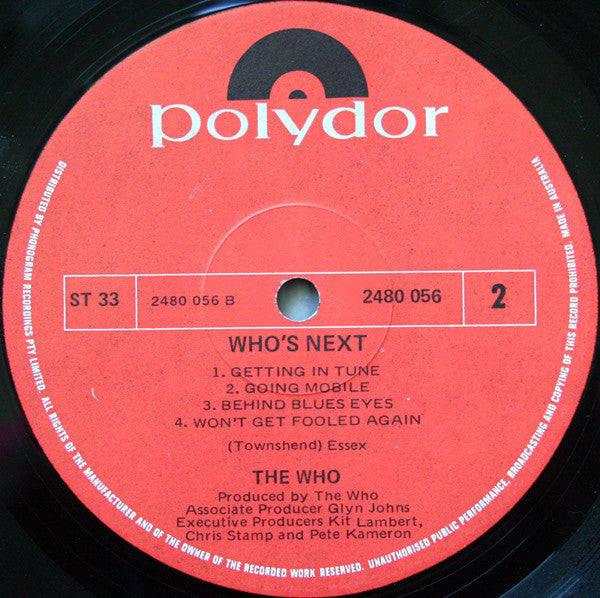 polydor
ST 33
2480 056 B
2480 056
2
WHO'S NEXT
1. GETTING IN TUNE
2. GOING MOBILE
3. BEHIND BLUES EYES
4. WON'T GET FOOLED AGAIN
(Townshend) Essex
THE WHO
Produced by The Who
Associate Producer Glyn Johns
Executive Producers Kit Lambert,
Chris Stamp and Pete Kameron
DISTRIBUTED BY PHONOGRAM RECORDINGS PTY LIMITED. ALL RIGHTS OF THE MANUFACTURER AND OF THE OWNER OF THE RECORDED WORK RESERVED. UNAUTHORISED PUBLIC PERFORMANCE, BROADCASTING AND COPYING OF THIS RECORD PROHIBITED. MADE IN AUSTRALIA